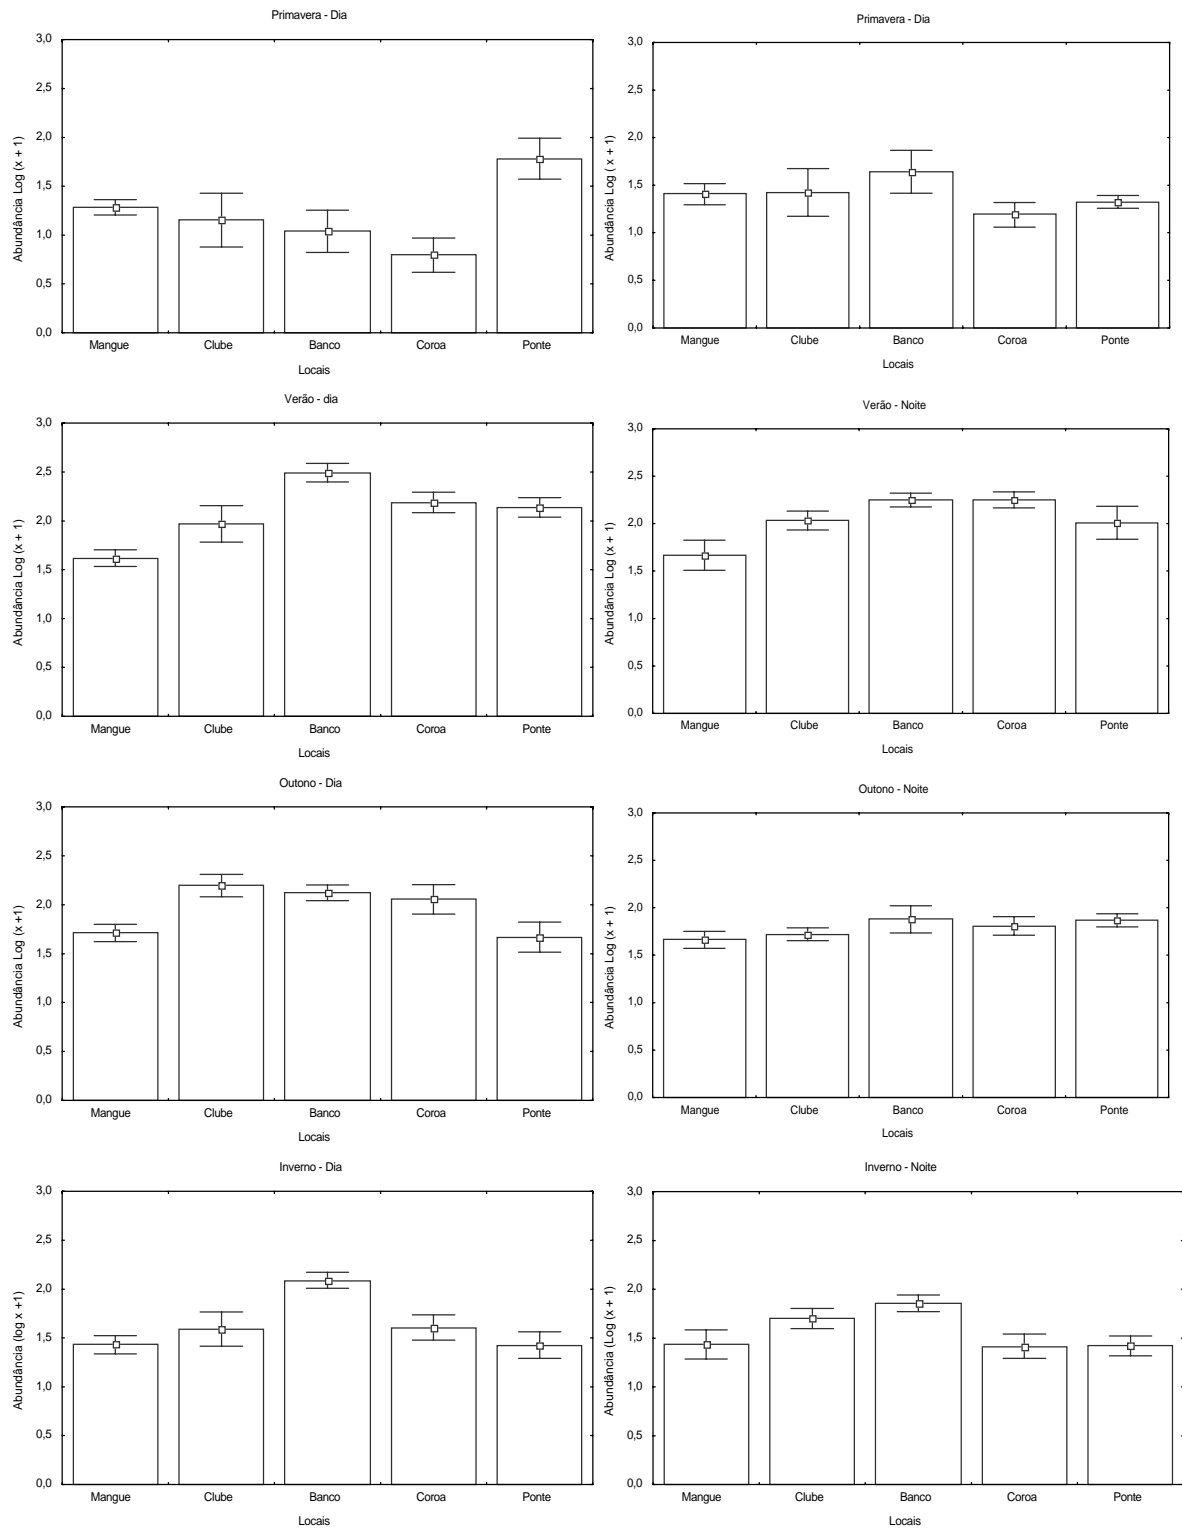 Primavera - Dia
Abundância Log (x + 1)
3,0
2,5
2,0
1,5
1,0
0,5
0,0
Mangue Clube Banco Coroa Ponte
Locais
Primavera - Dia
Abundância Log ( x + 1)
3,0
2,5
2,0
1,5
1,0
0,5
0,0
Mangue Clube Banco Coroa Ponte
Locais
Verão - dia
Abundância Log (x + 1)
3,0
2,5
2,0
1,5
1,0
0,5
0,0
Mangue Clube Banco Coroa Ponte
Locais
Verão - Noite
Abundância Log (x + 1)
3,0
2,5
2,0
1,5
1,0
0,5
0,0
Mangue Clube Banco Coroa Ponte
Locais
Outono - Dia
Abundância Log (x +1)
3,0
2,5
2,0
1,5
1,0
0,5
0,0
Mangue Clube Banco Coroa Ponte
Locais
Outono - Noite
Abundância Log (x + 1)
3,0
2,5
2,0
1,5
1,0
0,5
0,0
Mangue Clube Banco Coroa Ponte
Locais
Inverno - Dia
Abundância (log x +1)
3,0
2,5
2,0
1,5
1,0
0,5
0,0
Mangue Clube Banco Coroa Ponte
Locais
Inverno - Noite
Abundância (Log (x + 1)
3,0
2,5
2,0
1,5
1,0
0,5
0,0
Mangue Clube Banco Coroa Ponte
Locais